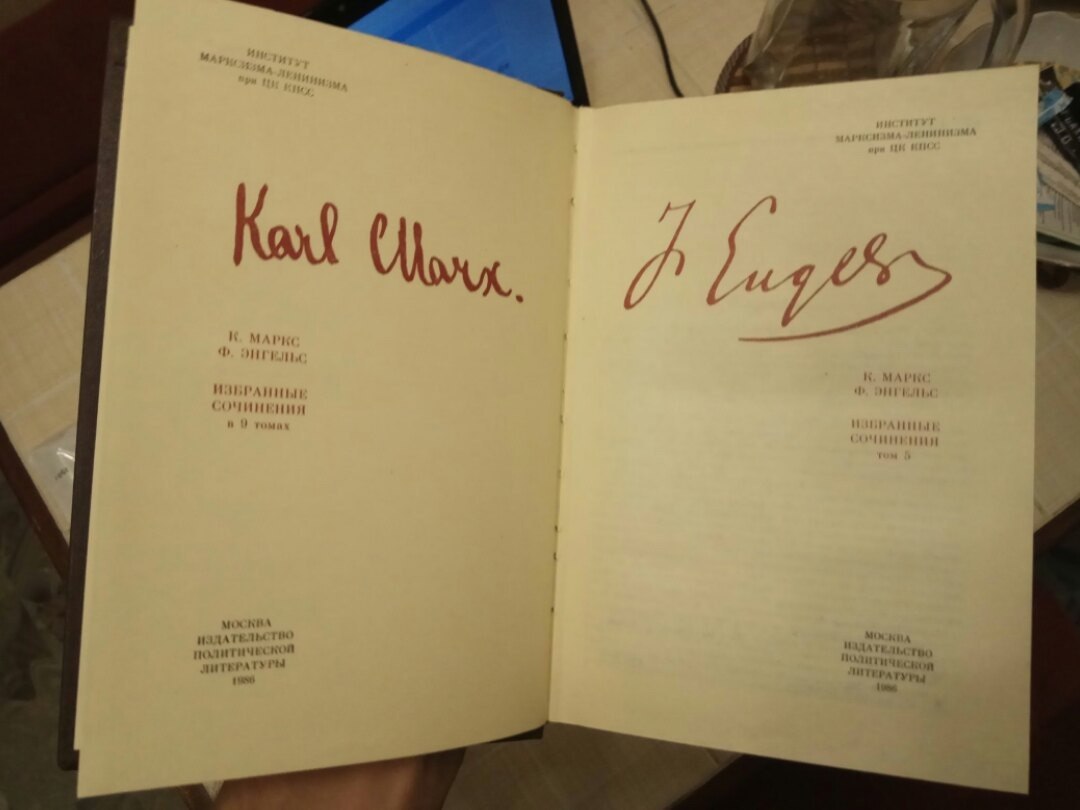 ИНСТИТУТ
МАРКСИЗМА-ЛЕНИНИЗМА
при ЦК КПСС
Karl Marx.
К. МАРКС
Ф. ЭНГЕЛЬС
ИЗБРАННЫЕ
СОЧИНЕНИЯ
в 9 томах
МОСКВА
ИЗДАТЕЛЬСТВО
ПОЛИТИЧЕСКОЙ
ЛИТЕРАТУРЫ
1986
ИНСТИТУТ
МАРКСИЗМА-ЛЕНИНИЗМА
при ЦК КПСС
F Engels
К. МАРКС
Ф. ЭНГЕЛЬС
ИЗБРАННЫЕ
СОЧИНЕНИЯ
том 5
МОСКВА
ИЗДАТЕЛЬСТВО
ПОЛИТИЧЕСКОЙ
ЛИТЕРАТУРЫ
1986